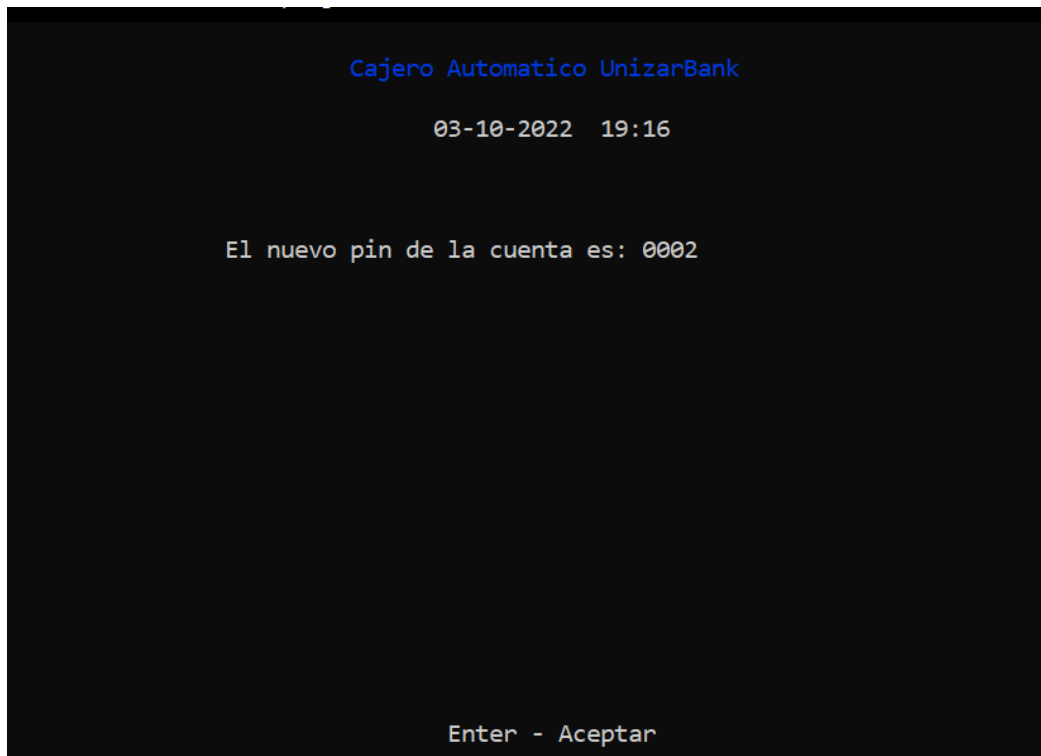 Cajero Automatico UnizarBank
03-10-2022 19:16
El nuevo pin de la cuenta es: 0002
Enter - Aceptar